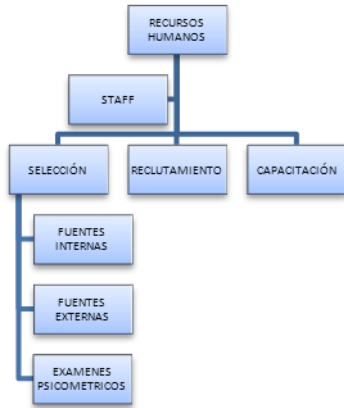 RECURSOS
HUMANOS
STAFF
SELECCIÓN
RECLUTAMIENTO
CAPACITACIÓN
FUENTES
INTERNAS
FUENTES
EXTERNAS
EXAMENES
PSICOMETRICOS